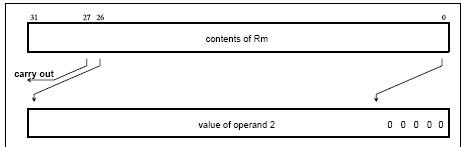 31 27 26 0
contents of Rm
carry out
value of operand 2 0 0 0 0 0